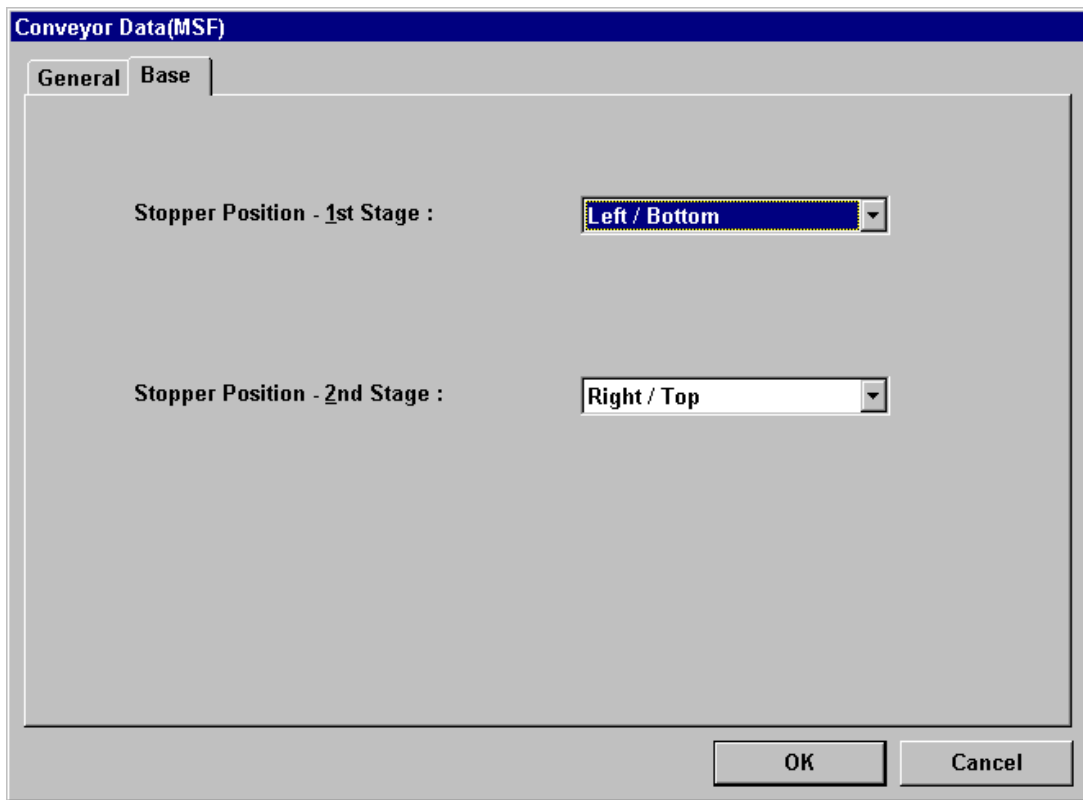 Conveyor Data(MSF)
General Base
Stopper Position - 1st Stage : Left / Bottom
Stopper Position - 2nd Stage : Right / Top
OK Cancel